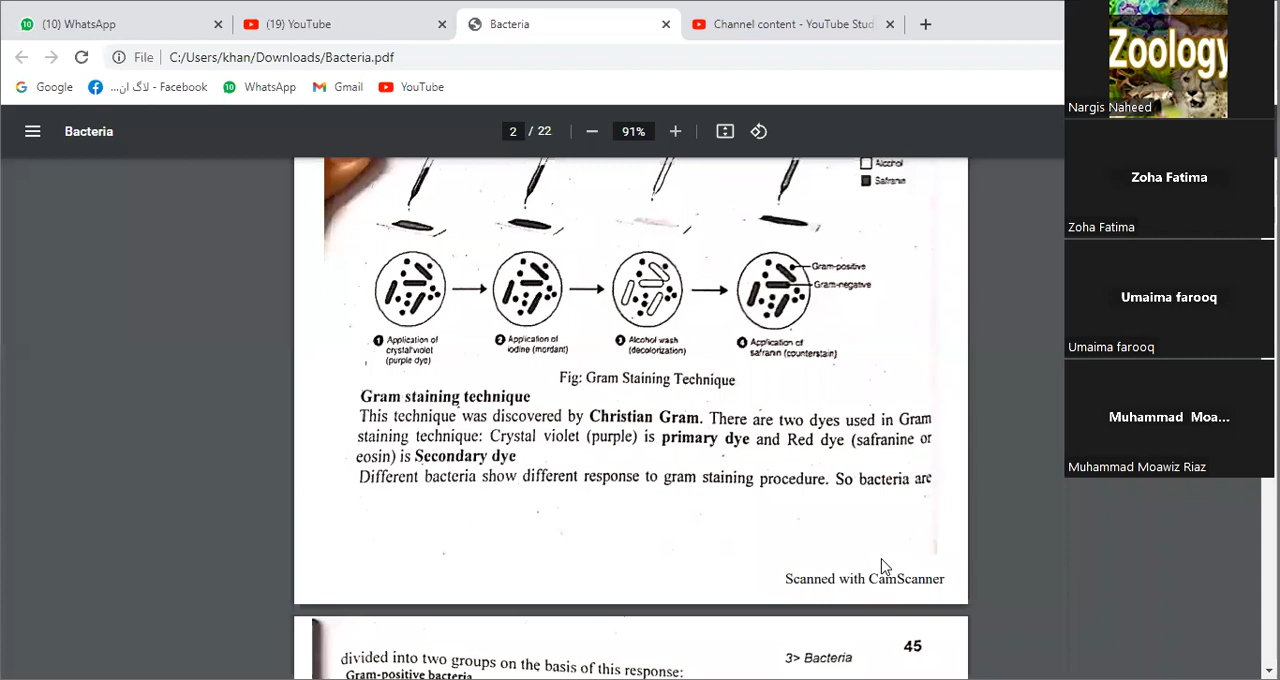 (10) WhatsApp
(19) YouTube
Bacteria
Channel content - YouTube Stud
File
C:/Users/khan/Downloads/Bacteria.pdf
Google
لاگ ان... - Facebook
WhatsApp
Gmail
YouTube
Bacteria
2 / 22
91%
Alcohol
Safranin
Gram-positive
Gram-negative
1 Application of
crystal violet
(purple dye)
2 Application of
iodine (mordant)
3 Alcohol wash
(decolorization)
4 Application of
safranin (counterstain)
Fig: Gram Staining Technique
Gram staining technique
This technique was discovered by Christian Gram. There are two dyes used in Gram
staining technique: Crystal violet (purple) is primary dye and Red dye (safranine or
eosin) is Secondary dye
Different bacteria show different response to gram staining procedure. So bacteria are
Scanned with CamScanner
45
3> Bacteria
divided into two groups on the basis of this response:
Gram-positive bacteria
Zoology
Nargis Naheed
Zoha Fatima
Zoha Fatima
Umaima farooq
Umaima farooq
Muhammad Moa...
Muhammad Moawiz Riaz